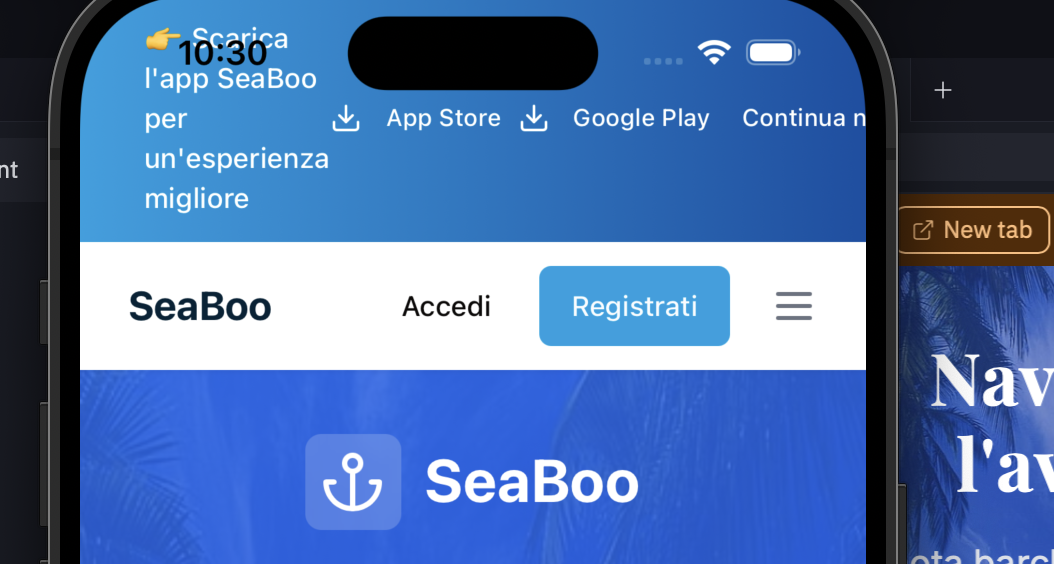 👉 Scarica
10:30
l'app SeaBoo
per
un'esperienza
migliore
App Store
Google Play
Continua n
nt
New tab
SeaBoo
Accedi
Registrati
SeaBoo
Nav
l'av
ota barc